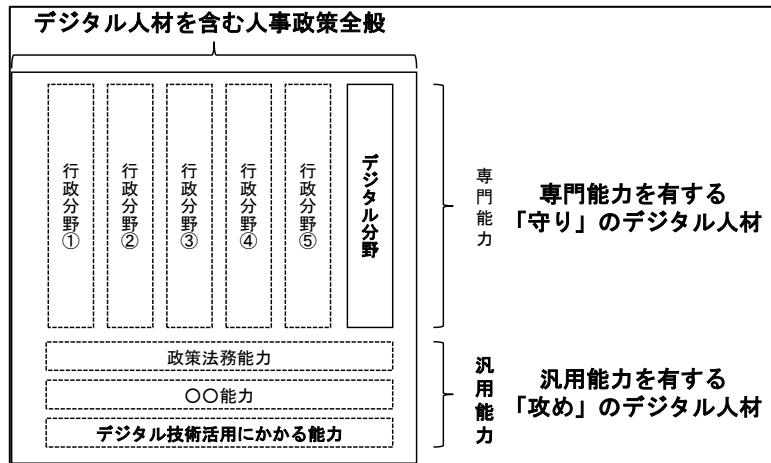 デジタル人材を含む人事政策全般
行政分野①
行政分野②
行政分野③
行政分野④
行政分野⑤
デジタル分野
専門能力
専門能力を有する
「守り」のデジタル人材
政策法務能力
〇〇能力
デジタル技術活用にかかる能力
汎用能力
汎用能力を有する
「攻め」のデジタル人材